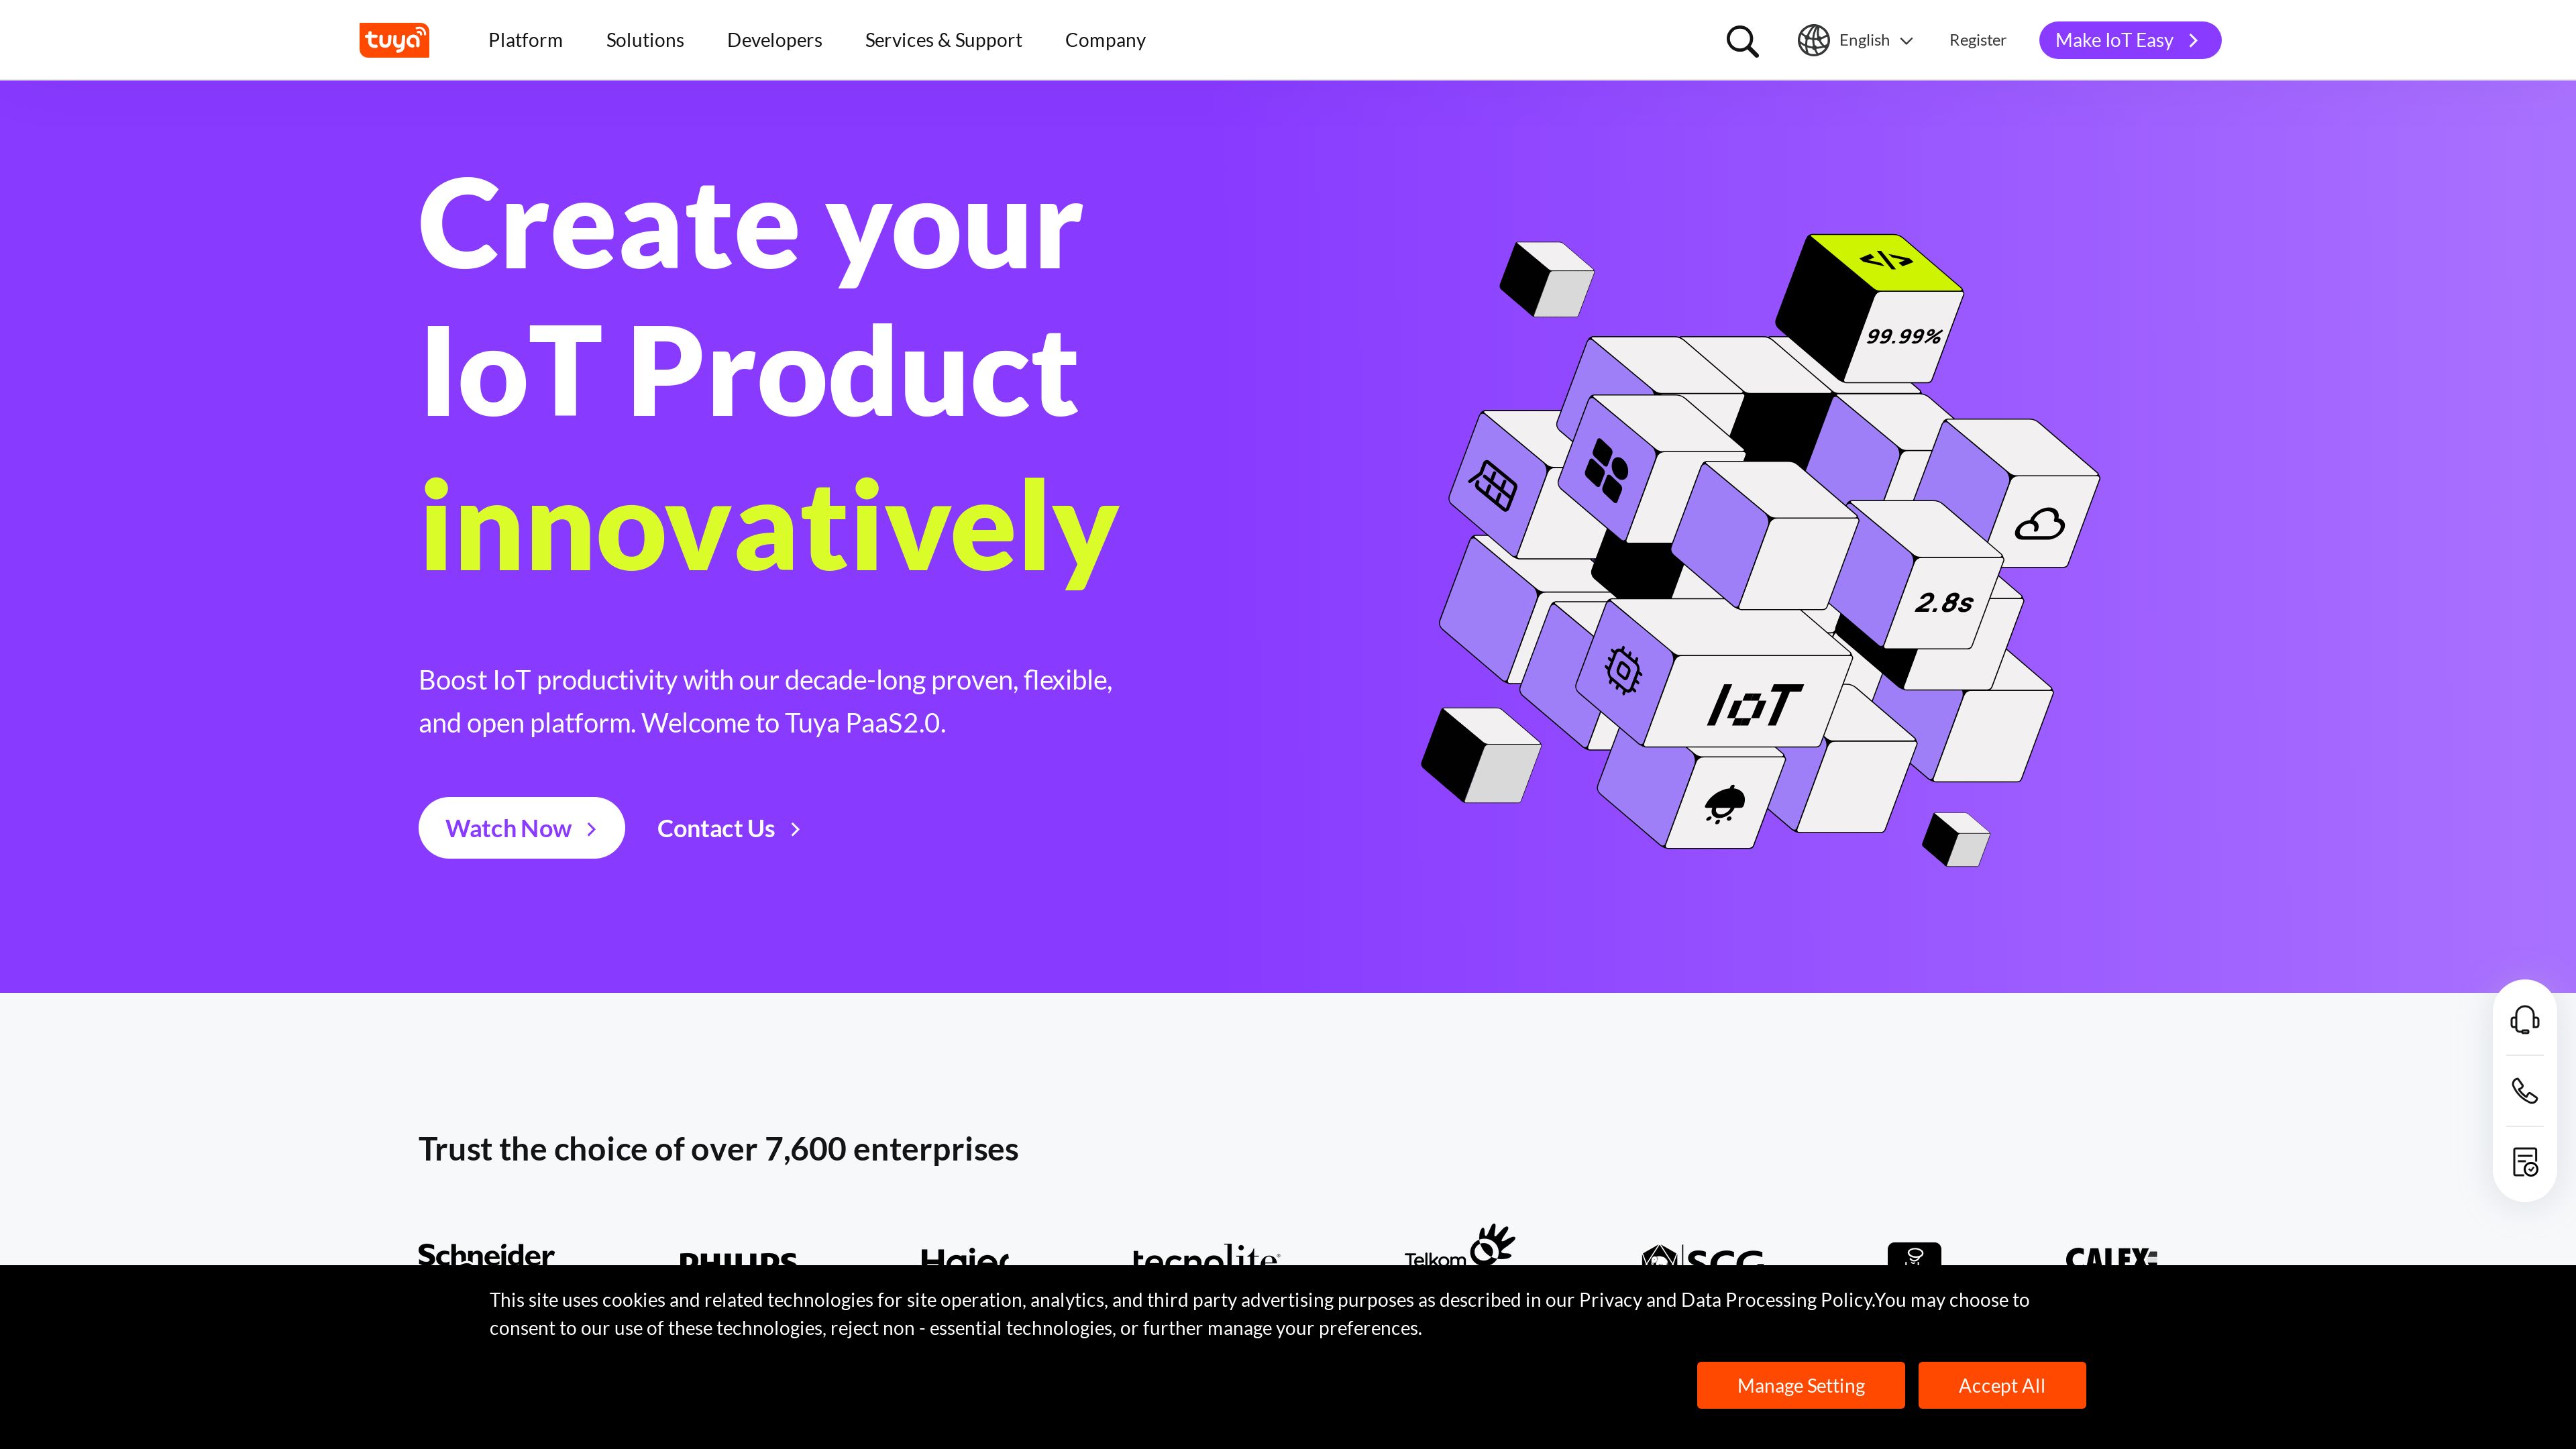 tuya
Platform
Solutions
Developers
Services & Support
Company
English
Register
Make IoT Easy
Create your
IoT Product
innovatively
Boost IoT productivity with our decade-long proven, flexible,
and open platform. Welcome to Tuya PaaS2.0.
Watch Now
Contact Us
</>
99.99%
2.8s
IoT
Trust the choice of over 7,600 enterprises
Schneider
PHILIPS
Haier
tecnolite
Telkom
SCG
CALEX
This site uses cookies and related technologies for site operation, analytics, and third party advertising purposes as described in our Privacy and Data Processing Policy.You may choose to
consent to our use of these technologies, reject non - essential technologies, or further manage your preferences.
Manage Setting
Accept All